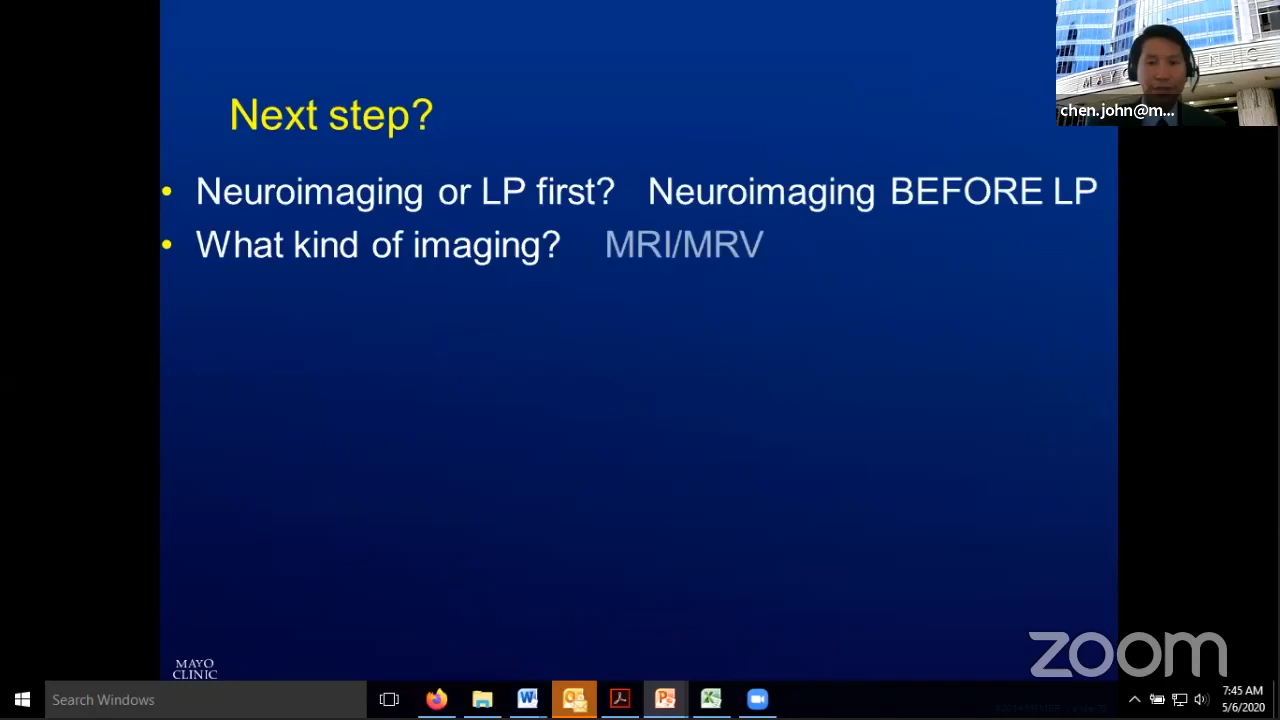 Next step?
• Neuroimaging or LP first? Neuroimaging BEFORE LP
• What kind of imaging? MRI/MRV
chen.john@m...
MAYO
CLINIC
zoom
Search Windows
7:45 AM
5/6/2020